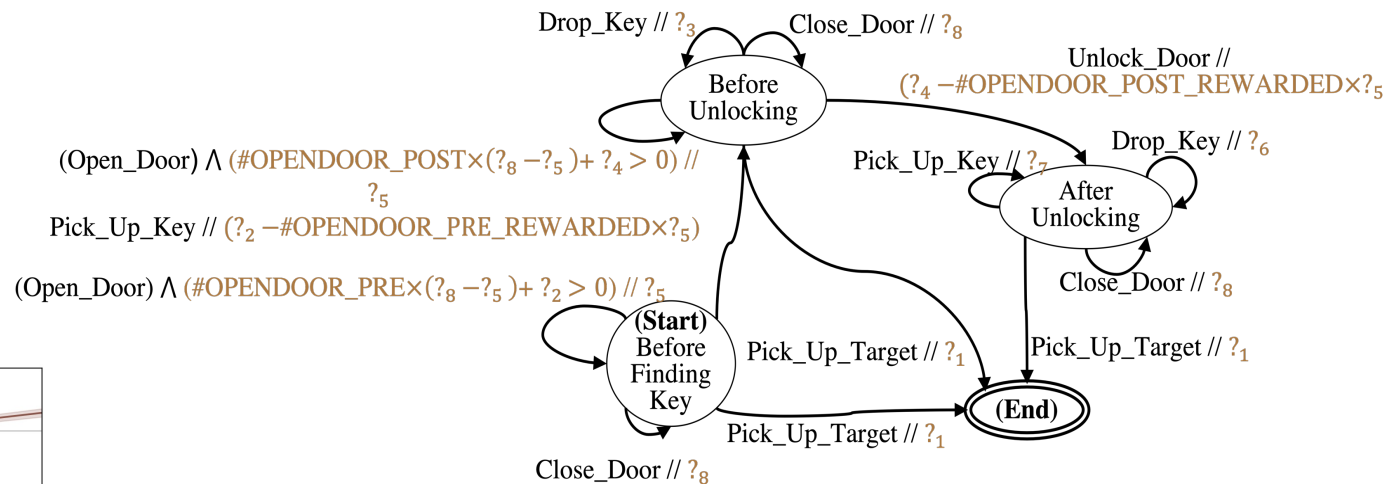 Drop_Key // ?₃
Close_Door // ?₈
Unlock_Door //
(?₄ −#OPENDOOR_POST_REWARDED×?₅
Before
Unlocking
(Open_Door) ∧ (#OPENDOOR_POST×(?₈ −?₅ )+ ?₄ > 0) //
?₅
Pick_Up_Key // ?₇
Drop_Key // ?₆
After
Unlocking
Pick_Up_Key // (?₂ −#OPENDOOR_PRE_REWARDED×?₅)
Close_Door // ?₈
(Open_Door) ∧ (#OPENDOOR_PRE×(?₈ −?₅ )+ ?₂ > 0) // ?₅
(Start)
Before
Finding
Key
Pick_Up_Target // ?₁
Pick_Up_Target // ?₁
(End)
Pick_Up_Target // ?₁
Close_Door // ?₈